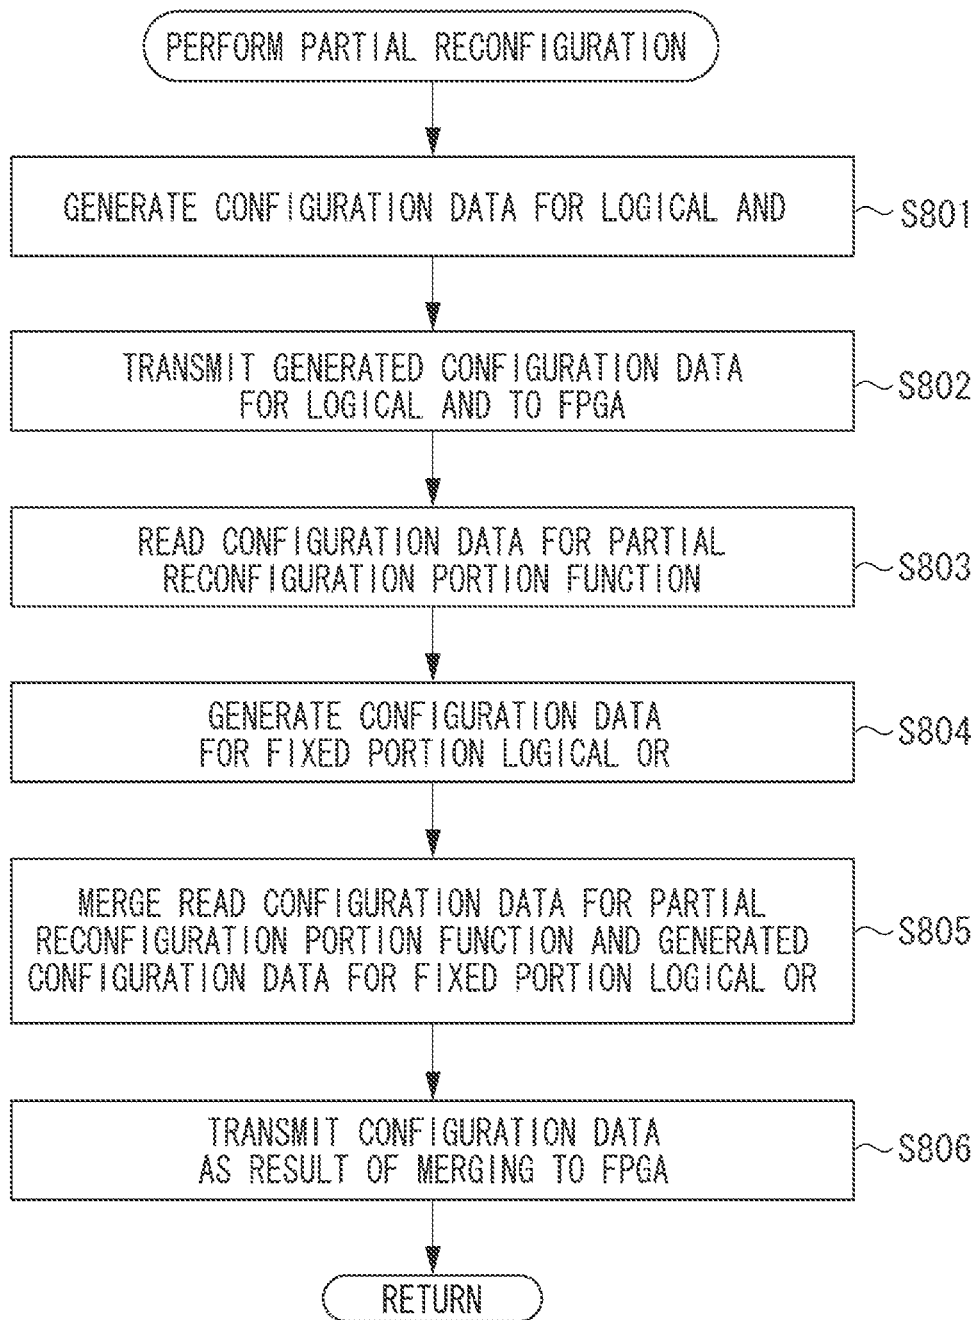 PERFORM PARTIAL RECONFIGURATION
GENERATE CONFIGURATION DATA FOR LOGICAL AND
S801
TRANSMIT GENERATED CONFIGURATION DATA
FOR LOGICAL AND TO FPGA
S802
READ CONFIGURATION DATA FOR PARTIAL
RECONFIGURATION PORTION FUNCTION
S803
GENERATE CONFIGURATION DATA
FOR FIXED PORTION LOGICAL OR
S804
MERGE READ CONFIGURATION DATA FOR PARTIAL
RECONFIGURATION PORTION FUNCTION AND GENERATED
CONFIGURATION DATA FOR FIXED PORTION LOGICAL OR
S805
TRANSMIT CONFIGURATION DATA
AS RESULT OF MERGING TO FPGA
S806
RETURN